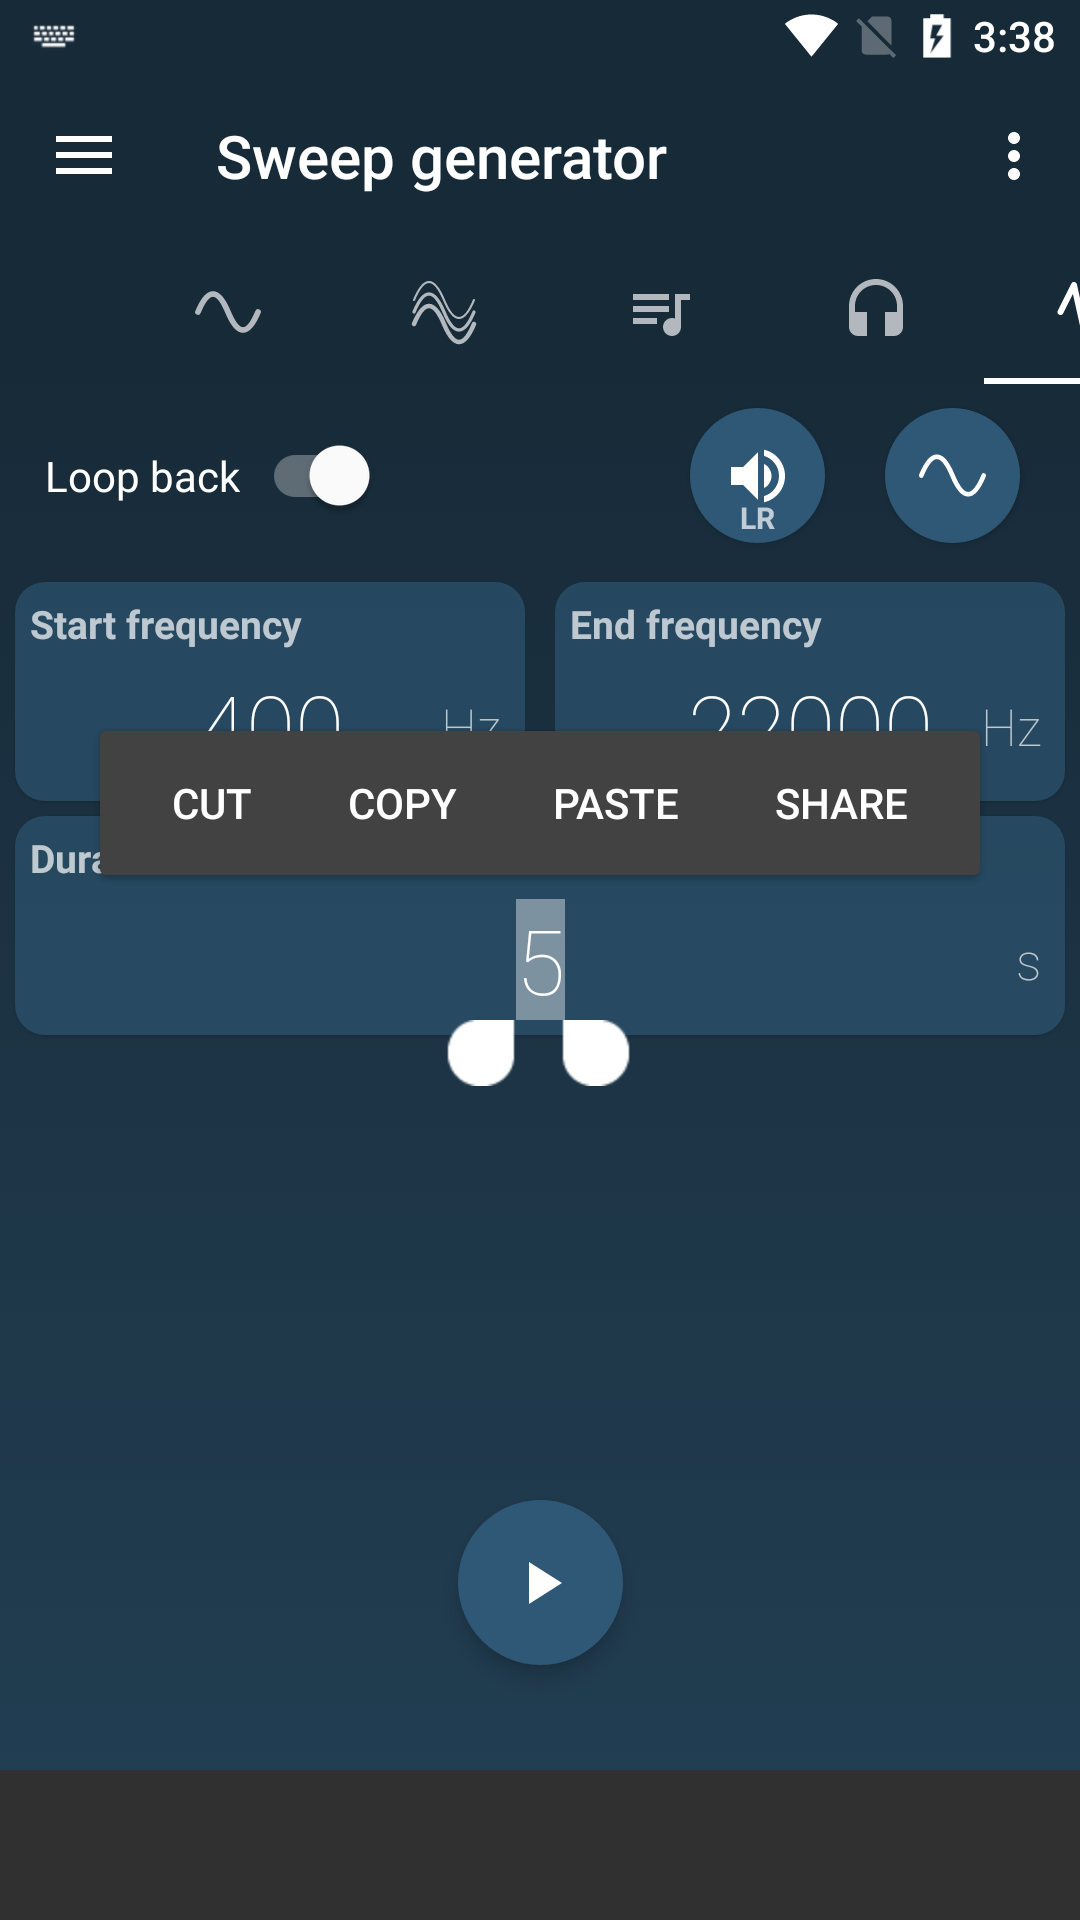 3:38
Sweep generator
Loop back
LR
Start frequency
End frequency
400 Hz
22000 Hz
CUT COPY PASTE SHARE
5 s